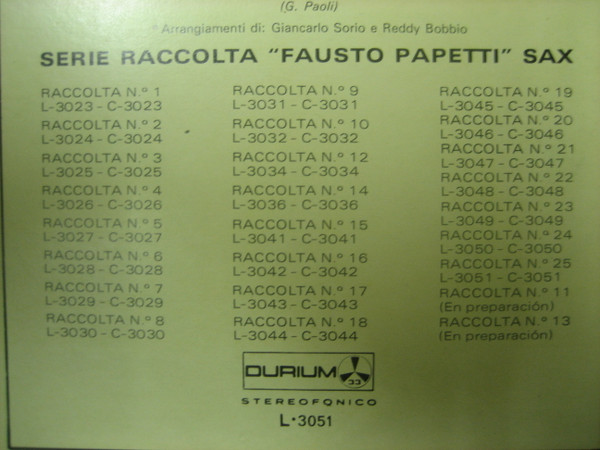 (G. Paoli)
Arrangiamenti di: Giancarlo Sorio e Reddy Bobbio
SERIE RACCOLTA "FAUSTO PAPETTI" SAX
RACCOLTA N.º 1
L-3023 - C-3023
RACCOLTA N.º 2
L-3024 - C-3024
RACCOLTA N.º 3
L-3025 - C-3025
RACCOLTA N.º 4
L-3026 - C-3026
RACCOLTA N.º 5
L-3027 - C-3027
RACCOLTA N.º 6
L-3028 - C-3028
RACCOLTA N.º 7
L-3029 - C-3029
RACCOLTA N.º 8
L-3030 - C-3030
RACCOLTA N.º 9
L-3031 - C-3031
RACCOLTA N.º 10
L-3032 - C-3032
RACCOLTA N.º 12
L-3034 - C-3034
RACCOLTA N.º 14
L-3036 - C-3036
RACCOLTA N.º 15
L-3041 - C-3041
RACCOLTA N.º 16
L-3042 - C-3042
RACCOLTA N.º 17
L-3043 - C-3043
RACCOLTA N.º 18
L-3044 - C-3044
RACCOLTA N.º 19
L-3045 - C-3045
RACCOLTA N.º 20
L-3046 - C-3046
RACCOLTA N.º 21
L-3047 - C-3047
RACCOLTA N.º 22
L-3048 - C-3048
RACCOLTA N.º 23
L-3049 - C-3049
RACCOLTA N.º 24
L-3050 - C-3050
RACCOLTA N.º 25
L-3051 - C-3051
RACCOLTA N.º 11
(En preparación)
RACCOLTA N.º 13
(En preparación)
DURIUM 33
STEREOFONICO
L·3051